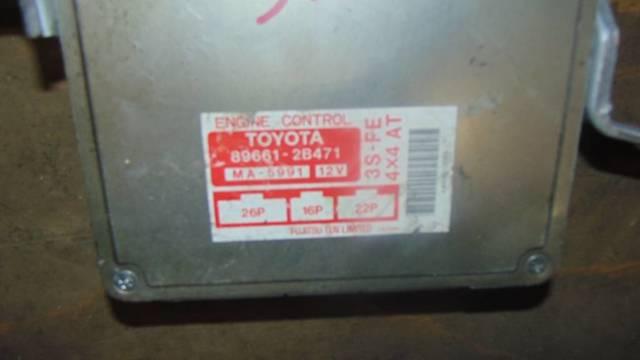 ENGINE CONTROL
TOYOTA
89661-2B471
MA-5991 12V
3S-FE
4X4 AT
26P 16P 22P
FUJITSU TEN LIMITED